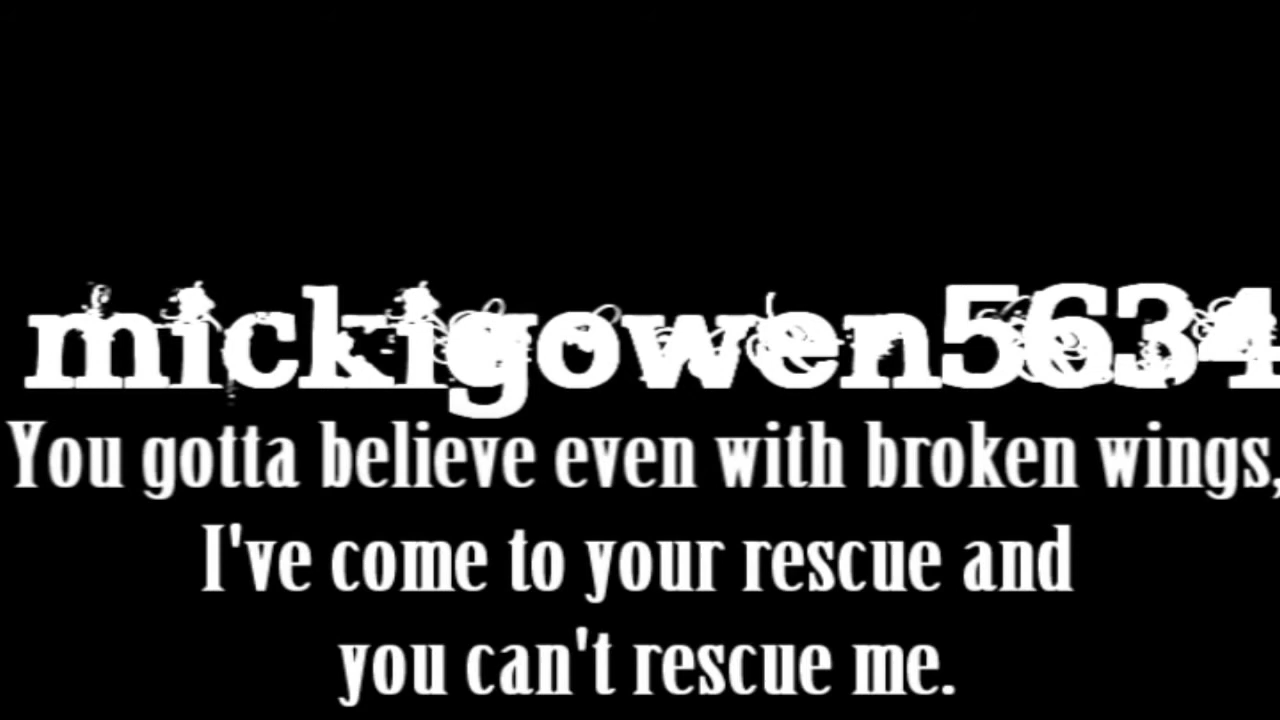 mickigowen5634
You gotta believe even with broken wings,
I've come to your rescue and
you can't rescue me.